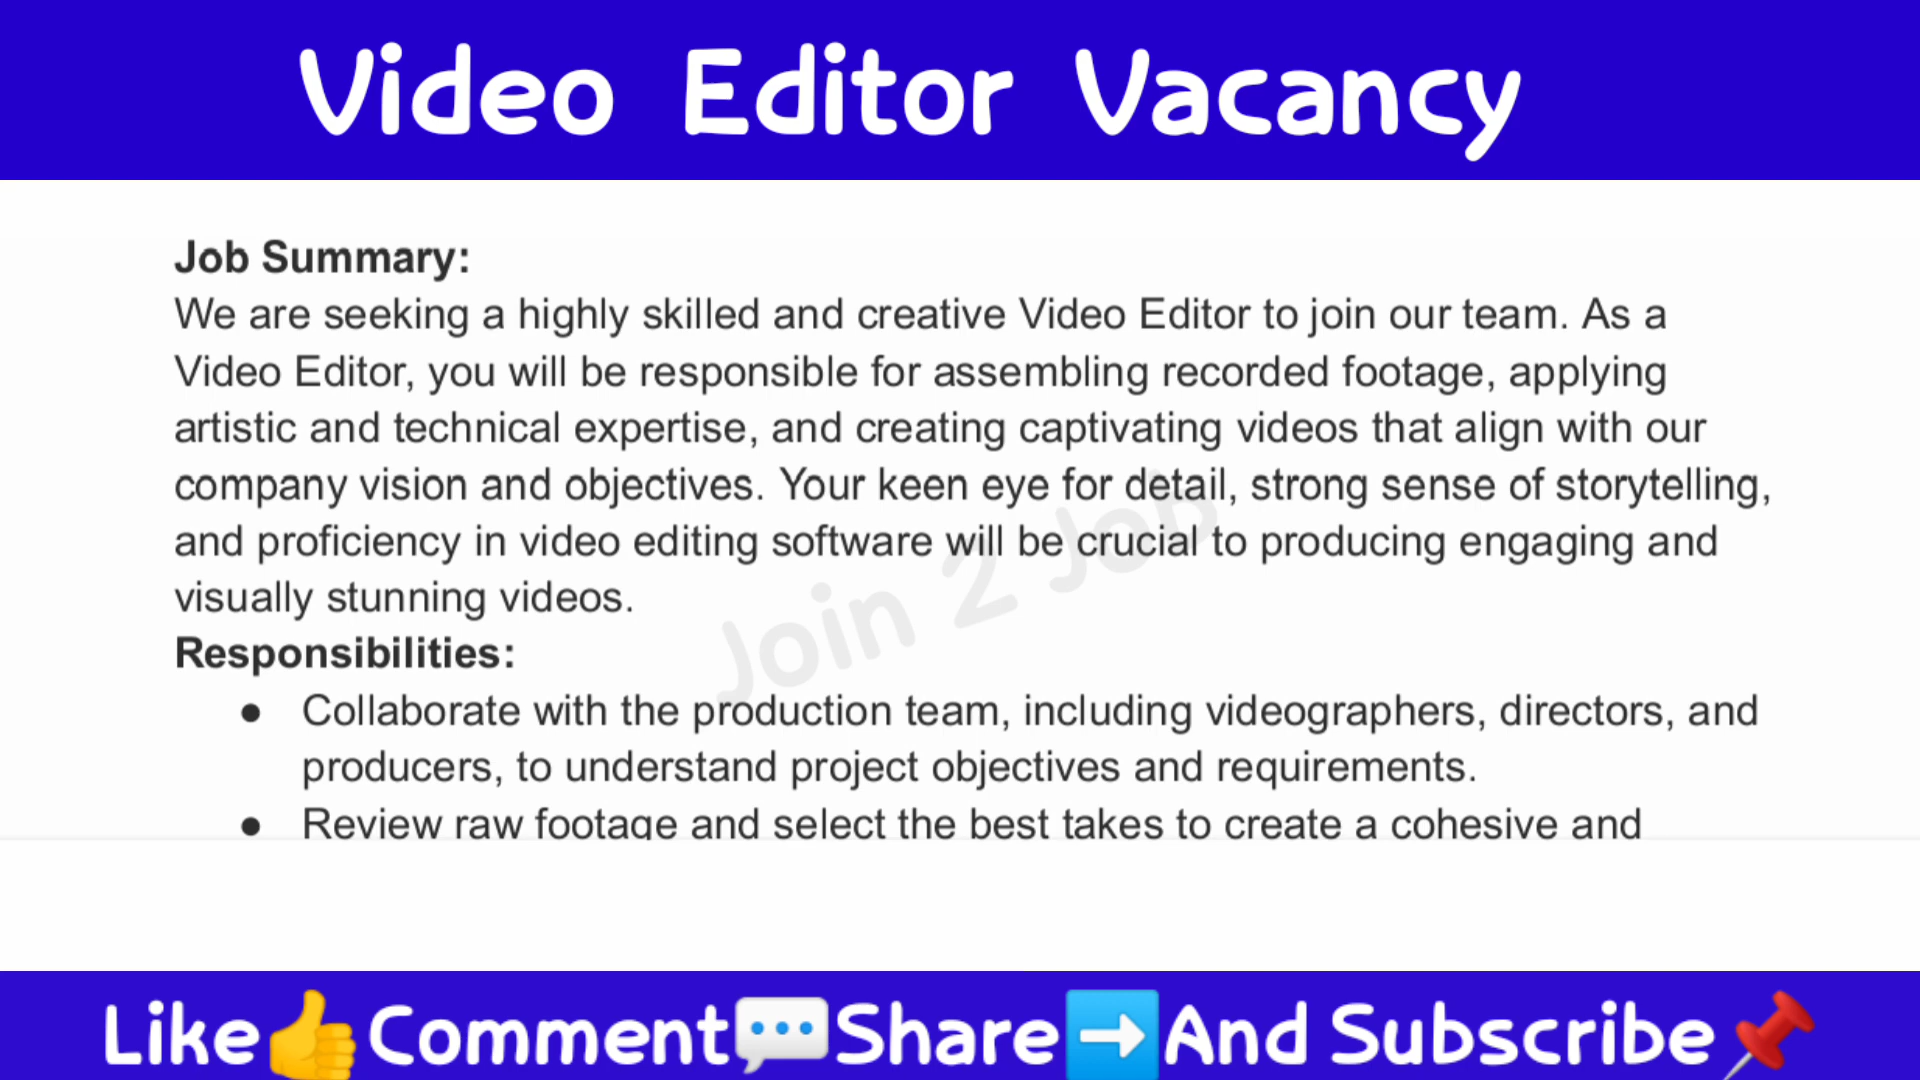 Video Editor Vacancy
Job Summary:
We are seeking a highly skilled and creative Video Editor to join our team. As a
Video Editor, you will be responsible for assembling recorded footage, applying
artistic and technical expertise, and creating captivating videos that align with our
company vision and objectives. Your keen eye for detail, strong sense of storytelling,
and proficiency in video editing software will be crucial to producing engaging and
visually stunning videos.
Join 2 Job
Responsibilities:
● Collaborate with the production team, including videographers, directors, and
producers, to understand project objectives and requirements.
● Review raw footage and select the best takes to create a cohesive and
Like👍Comment💬Share➡️And Subscribe📌